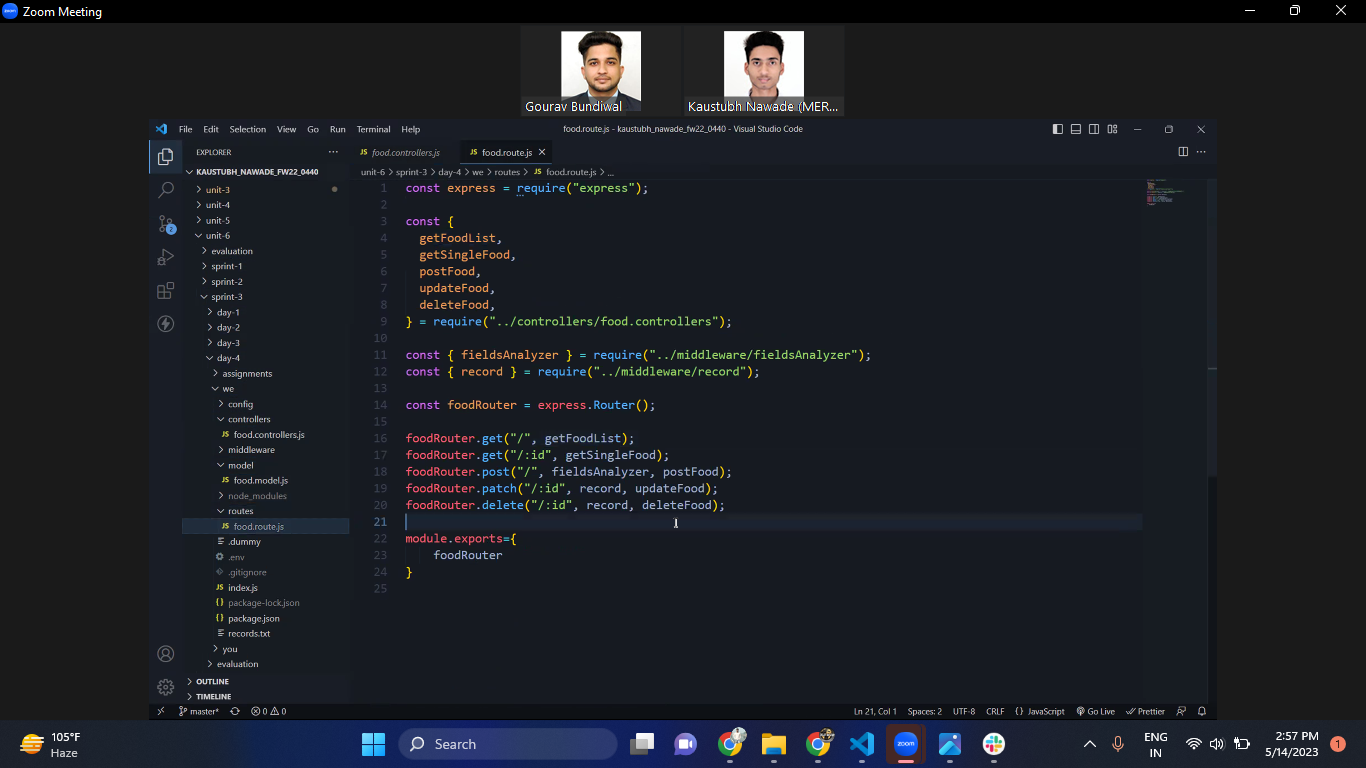 Zoom Meeting
Gourav Bundiwal
Kaustubh Nawade (MER...
File Edit Selection View Go Run Terminal Help
food.route.js - kaustubh_nawade_fw22_0440 - Visual Studio Code
EXPLORER
KAUSTUBH_NAWADE_FW22_0440
unit-3
unit-4
unit-5
unit-6
evaluation
sprint-1
sprint-2
sprint-3
day-1
day-2
day-3
day-4
assignments
we
config
controllers
JS food.controllers.js
middleware
model
JS food.model.js
node_modules
routes
JS food.route.js
.dummy
.env
.gitignore
JS index.js
{} package-lock.json
{} package.json
records.txt
you
evaluation
OUTLINE
TIMELINE
2
JS food.controllers.js
JS food.route.js
unit-6 > sprint-3 > day-4 > we > routes > JS food.route.js > ...
1 const express = require("express");
2
3 const {
4 getFoodList,
5 getSingleFood,
6 postFood,
7 updateFood,
8 deleteFood,
9 } = require("../controllers/food.controllers");
10
11 const { fieldsAnalyzer } = require("../middleware/fieldsAnalyzer");
12 const { record } = require("../middleware/record");
13
14 const foodRouter = express.Router();
15
16 foodRouter.get("/", getFoodList);
17 foodRouter.get("/:id", getSingleFood);
18 foodRouter.post("/", fieldsAnalyzer, postFood);
19 foodRouter.patch("/:id", record, updateFood);
20 foodRouter.delete("/:id", record, deleteFood);
21
22 module.exports={
23 foodRouter
24 }
25
master* 0 0
Ln 21, Col 1 Spaces: 2 UTF-8 CRLF {} JavaScript Go Live Prettier
105°F
Haze
Search
zoom
ENG
IN
2:57 PM
5/14/2023
1